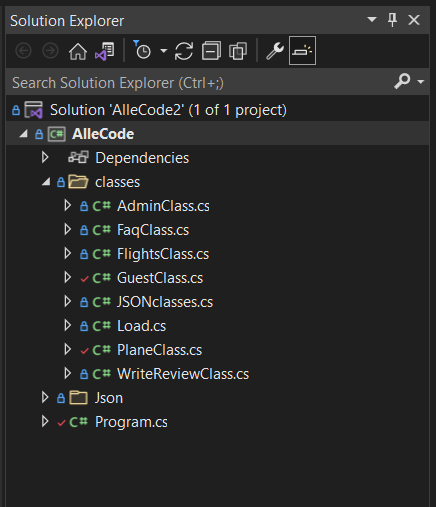 Solution Explorer
Search Solution Explorer (Ctrl+;)
Solution 'AlleCode2' (1 of 1 project)
C# AlleCode
Dependencies
classes
C# AdminClass.cs
C# FaqClass.cs
C# FlightsClass.cs
C# GuestClass.cs
C# JSONclasses.cs
C# Load.cs
C# PlaneClass.cs
C# WriteReviewClass.cs
Json
C# Program.cs